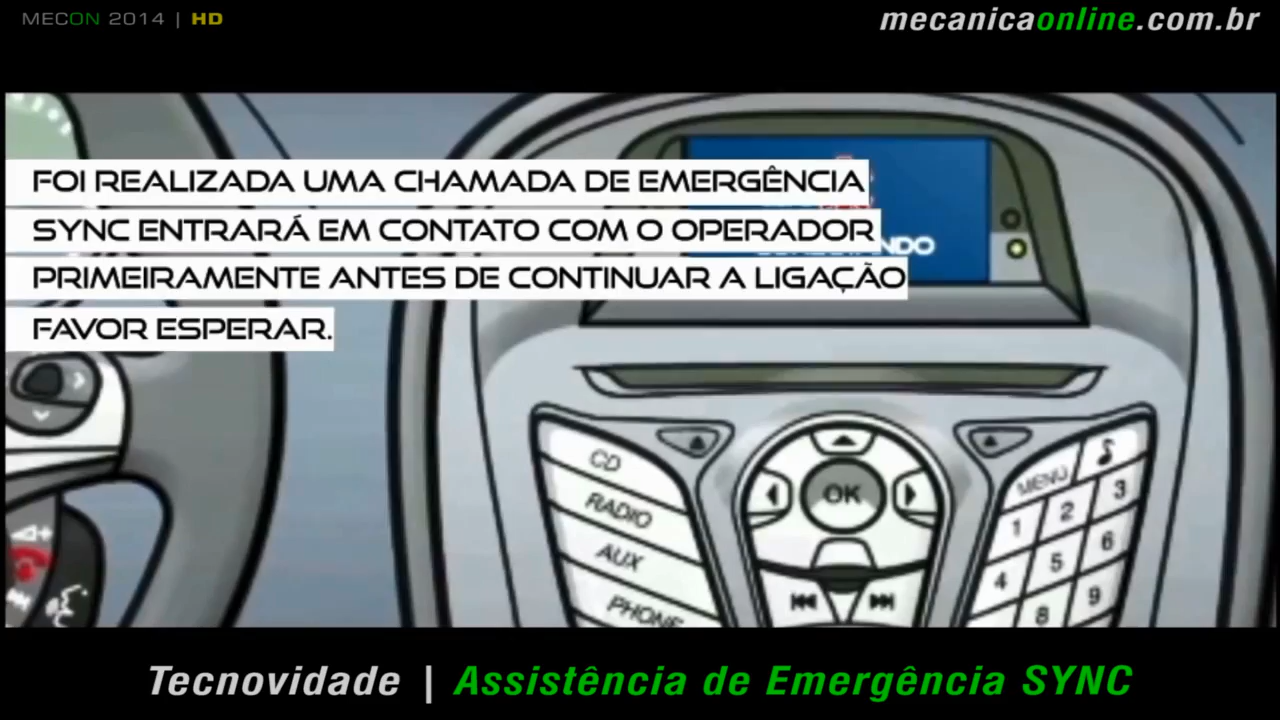 MECON 2014 | HD
mecanicaonline.com.br
FOI REALIZADA UMA CHAMADA DE EMERGÊNCIA
SYNC ENTRARÁ EM CONTATO COM O OPERADOR
PRIMEIRAMENTE ANTES DE CONTINUAR A LIGAÇÃO
FAVOR ESPERAR.
CD
RADIO
AUX
PHONE
OK
MENU
1 2 3
4 5 6
8 9
Tecnovidade | Assistência de Emergência SYNC